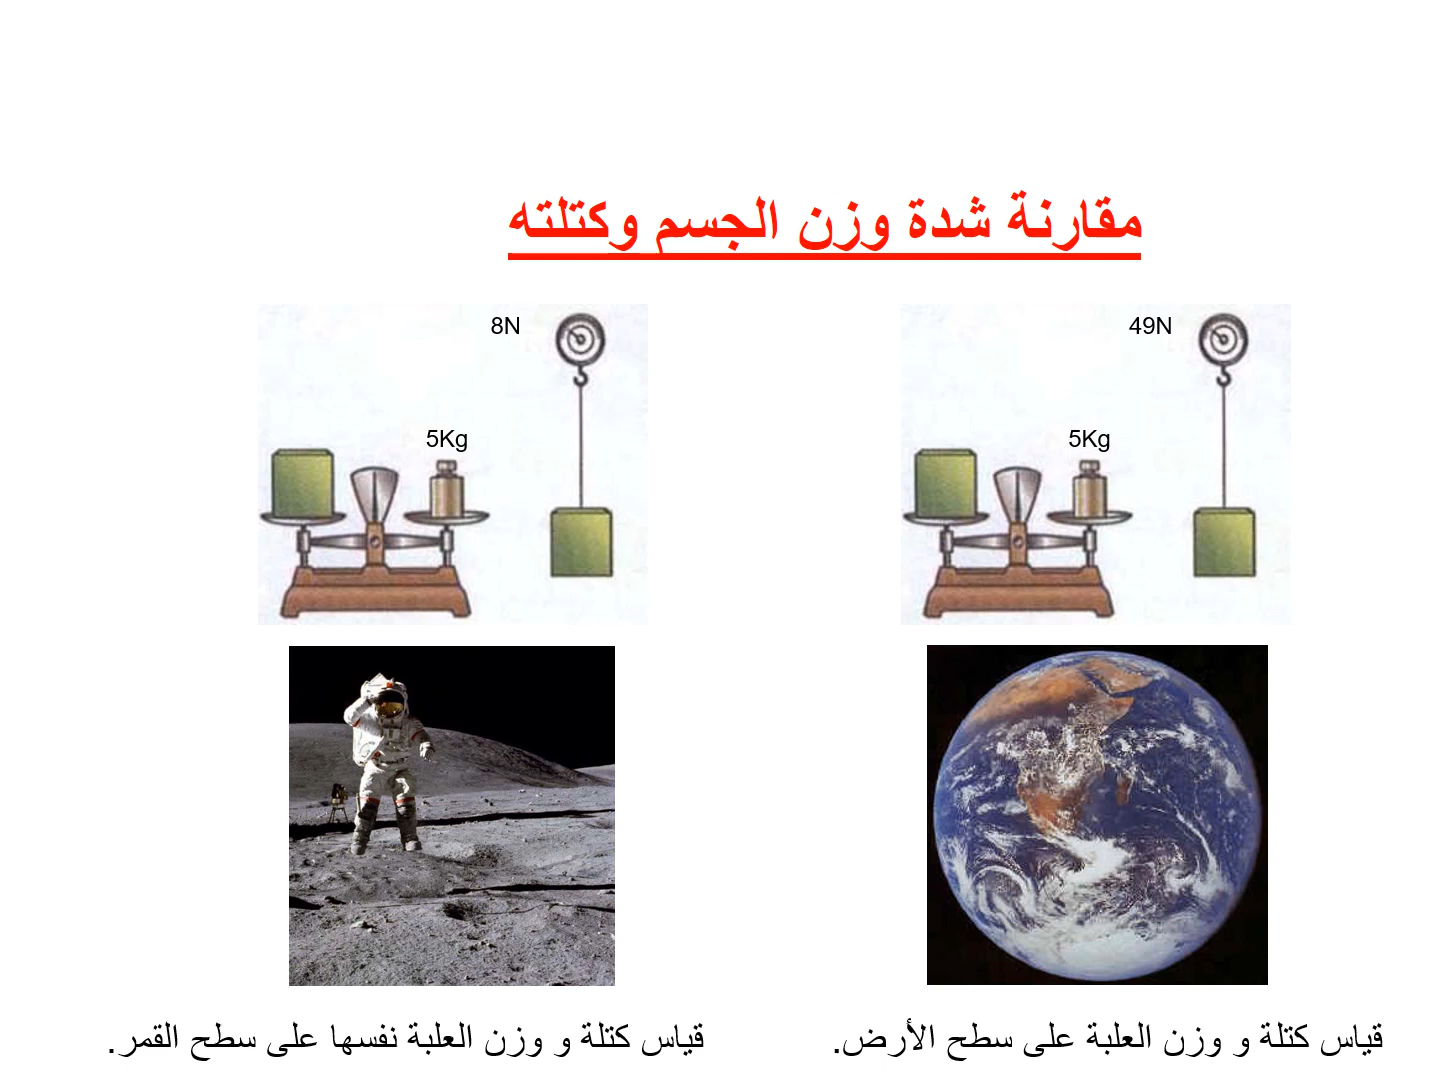 مقارنة شدة وزن الجسم وكتلته
49N
8N
5Kg
5Kg
قياس كتلة و وزن العلبة على سطح الأرض.
قياس كتلة و وزن العلبة نفسها على سطح القمر.